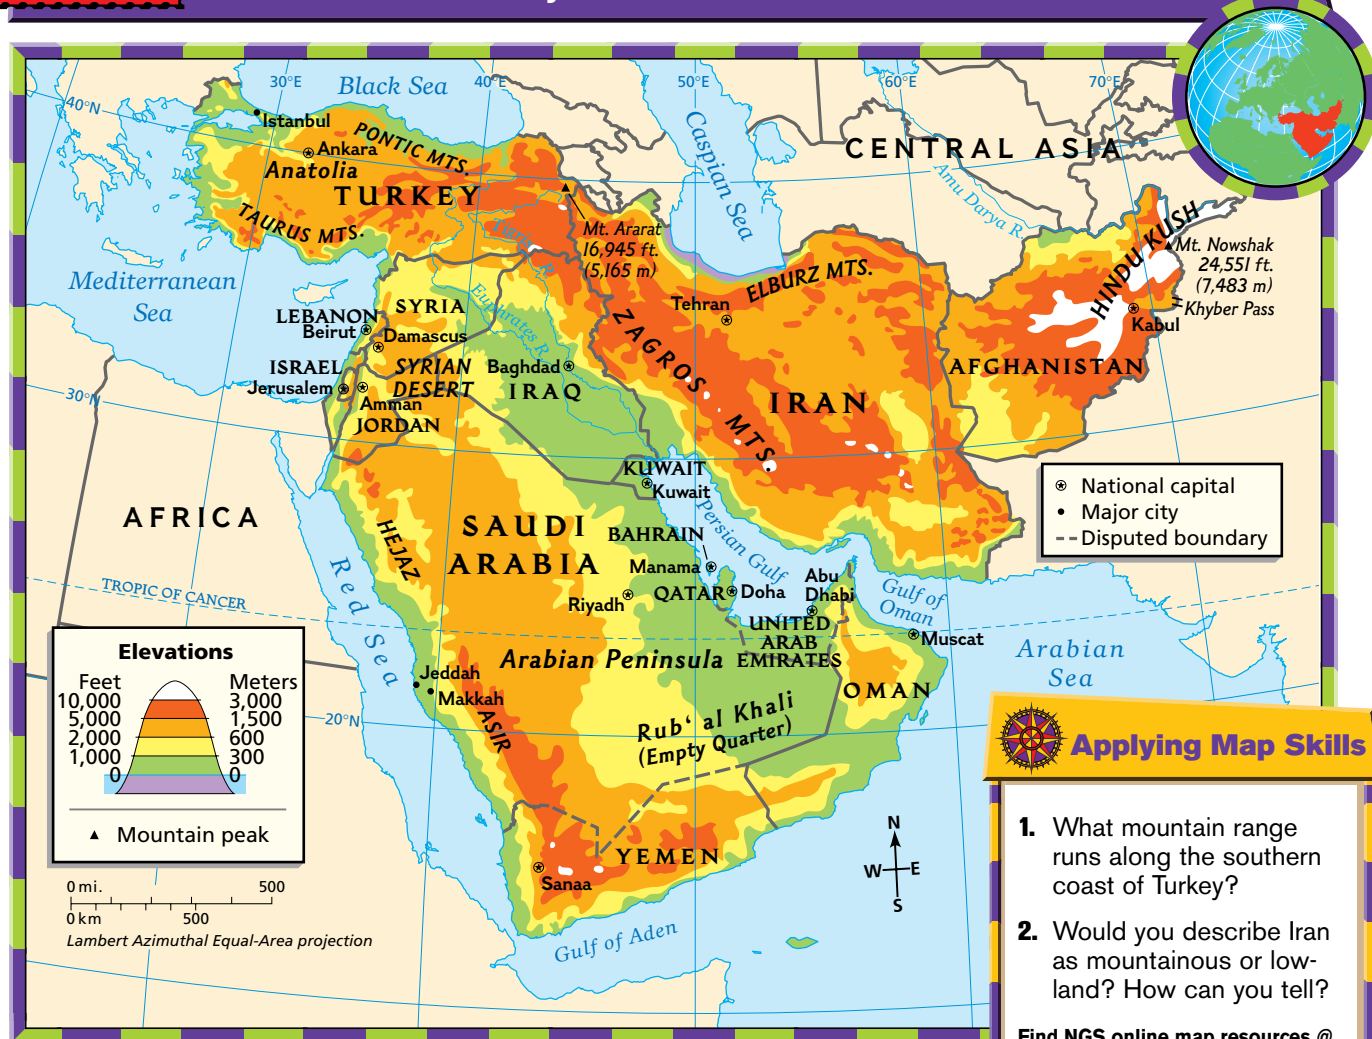 30°E
40°E
50°E
60°E
70°E
40°N
30°N
20°N
Black Sea
Caspian Sea
CENTRAL ASIA
Amu Darya R.
Istanbul
Ankara
Anatolia
PONTIC MTS.
TURKEY
TAURUS MTS.
Mt. Ararat
16,945 ft.
(5,165 m)
HINDU KUSH
Mt. Nowshak
24,551 ft.
(7,483 m)
Khyber Pass
Kabul
AFGHANISTAN
Mediterranean
Sea
LEBANON
Beirut
SYRIA
Damascus
Euphrates R.
ISRAEL
Jerusalem
SYRIAN
DESERT
Amman
JORDAN
Baghdad
IRAQ
Tehran
ELBURZ MTS.
ZAGROS MTS.
IRAN
KUWAIT
Kuwait
Persian Gulf
AFRICA
SAUDI
ARABIA
HEJAZ
BAHRAIN
Manama
Riyadh
QATAR
Doha
Abu
Dhabi
UNITED
ARAB
EMIRATES
Gulf of
Oman
Muscat
OMAN
Arabian
Sea
TROPIC OF CANCER
Red Sea
Arabian Peninsula
Jeddah
Makkah
ASIR
Rub‘ al Khali
(Empty Quarter)
YEMEN
Sanaa
Gulf of Aden
National capital
Major city
Disputed boundary
Elevations
Feet Meters
10,000 3,000
5,000 1,500
2,000 600
1,000 300
0 0
Mountain peak
0 mi. 500
0 km 500
Lambert Azimuthal Equal-Area projection
N
W E
S
Applying Map Skills
1. What mountain range
runs along the southern
coast of Turkey?
2. Would you describe Iran
as mountainous or low-
land? How can you tell?
Find NGS online map resources @